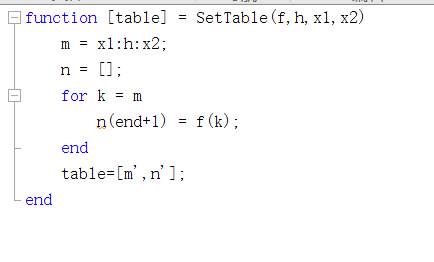 function [table] = SetTable(f,h,x1,x2)
m = x1:h:x2;
n = [];
for k = m
n(end+1) = f(k);
end
table=[m',n'];
end